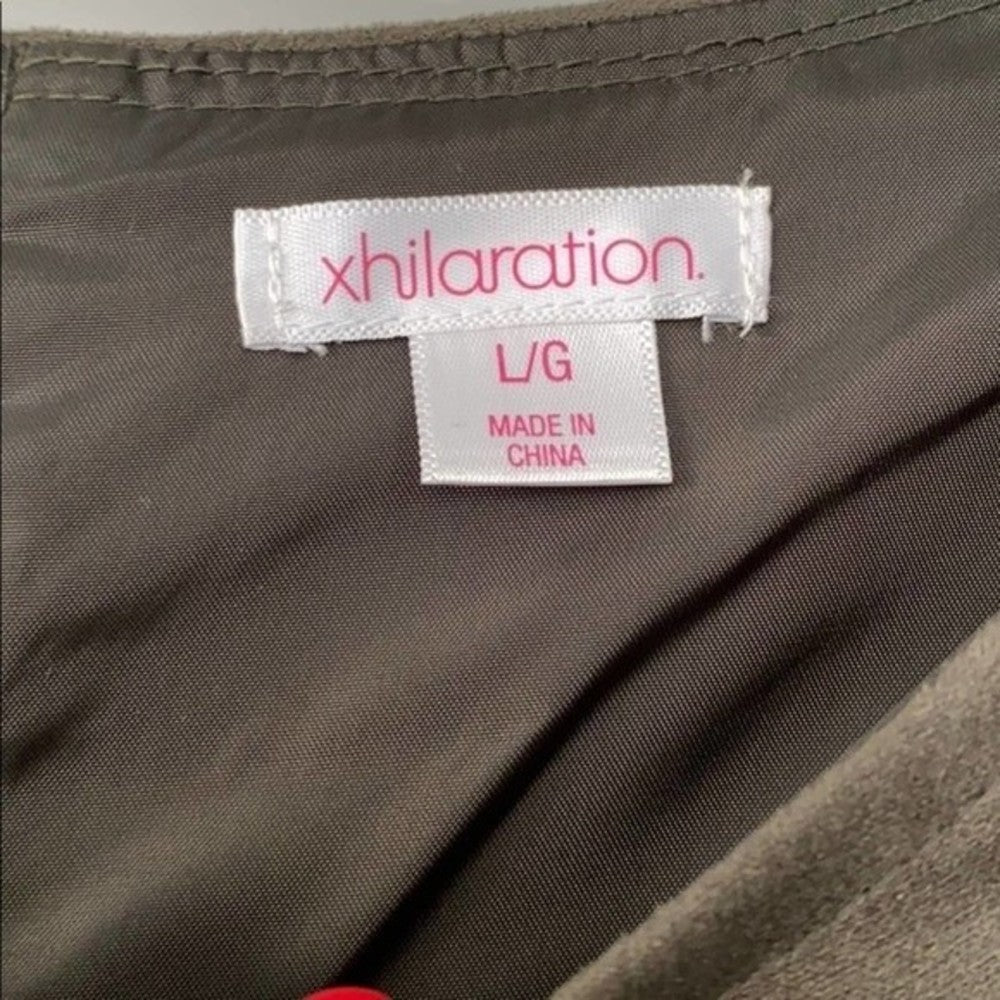 xhilaration.
L/G
MADE IN
CHINA